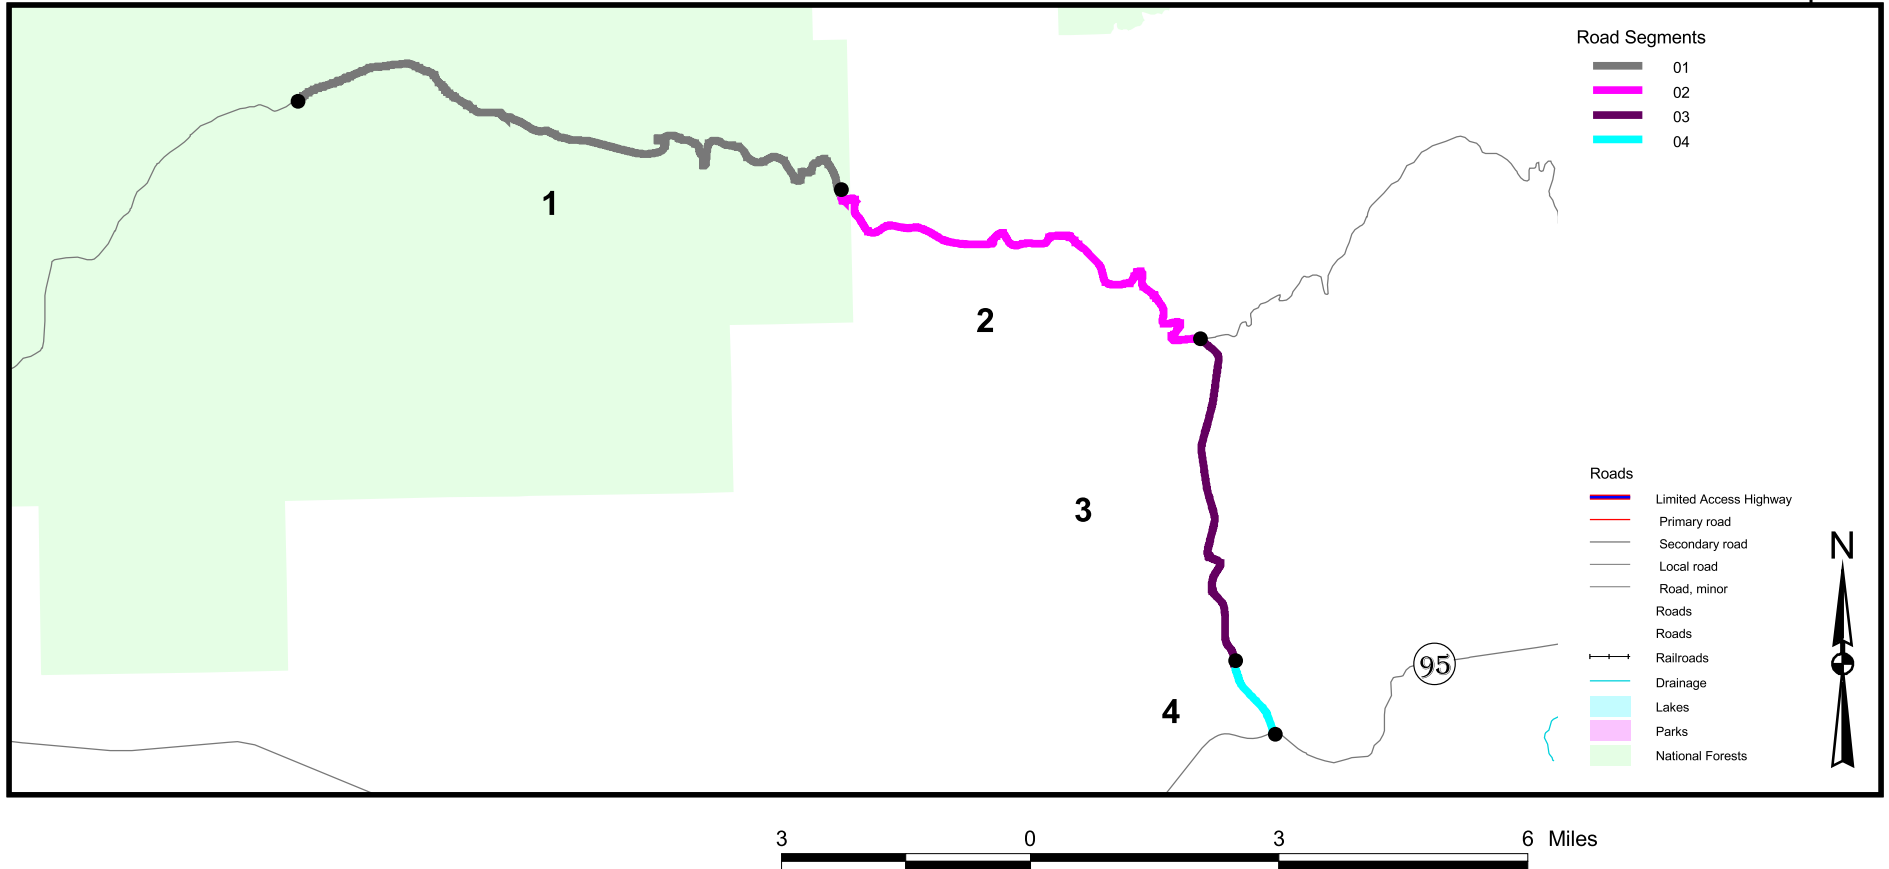 Road Segments
01
02
03
04
1
2
3
4
95
Roads
Limited Access Highway
Primary road
Secondary road
Local road
Road, minor
Roads
Roads
Railroads
Drainage
Lakes
Parks
National Forests
N
3 0 3 6 Miles